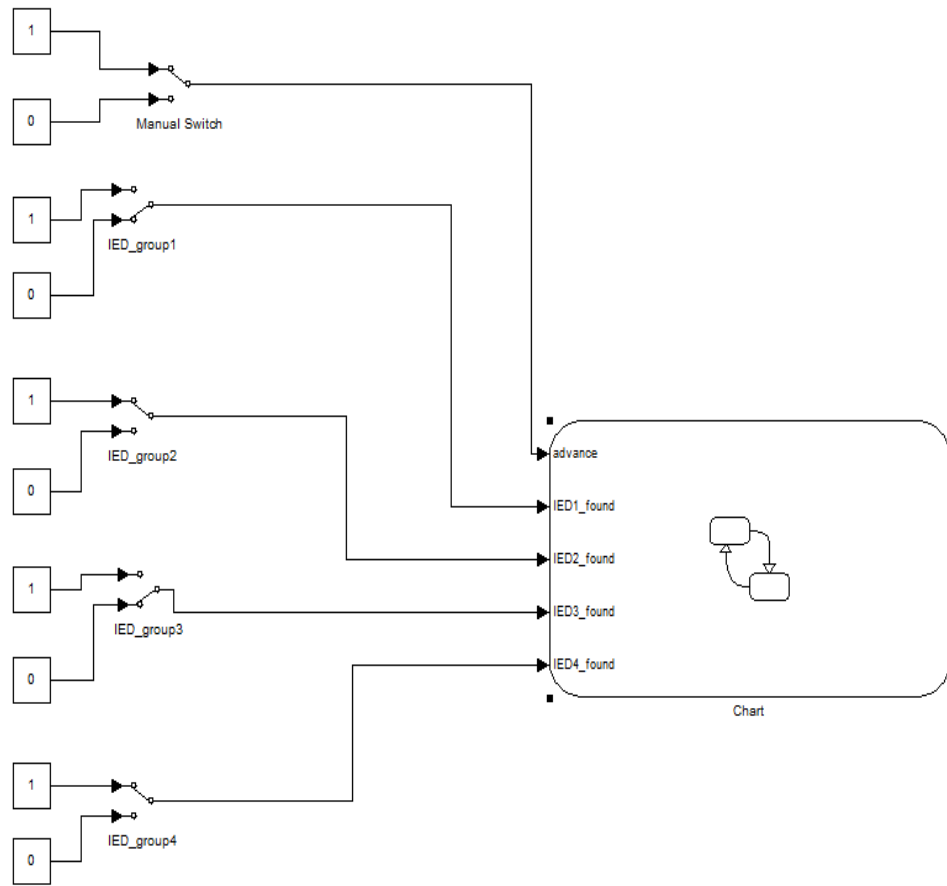 1
0
Manual Switch
1
IED_group1
0
1
IED_group2
0
advance
IED1_found
IED2_found
1
IED_group3
IED3_found
0
IED4_found
Chart
1
IED_group4
0